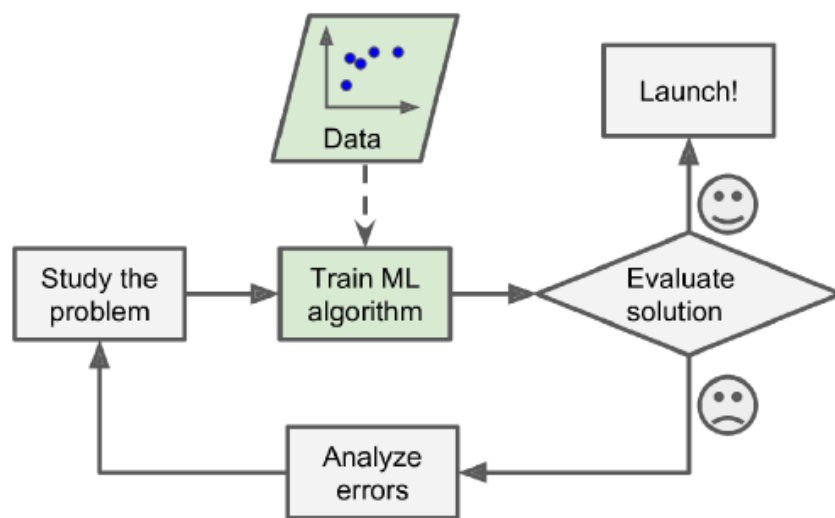 Data
Launch!
Study the
problem
Train ML
algorithm
Evaluate
solution
Analyze
errors